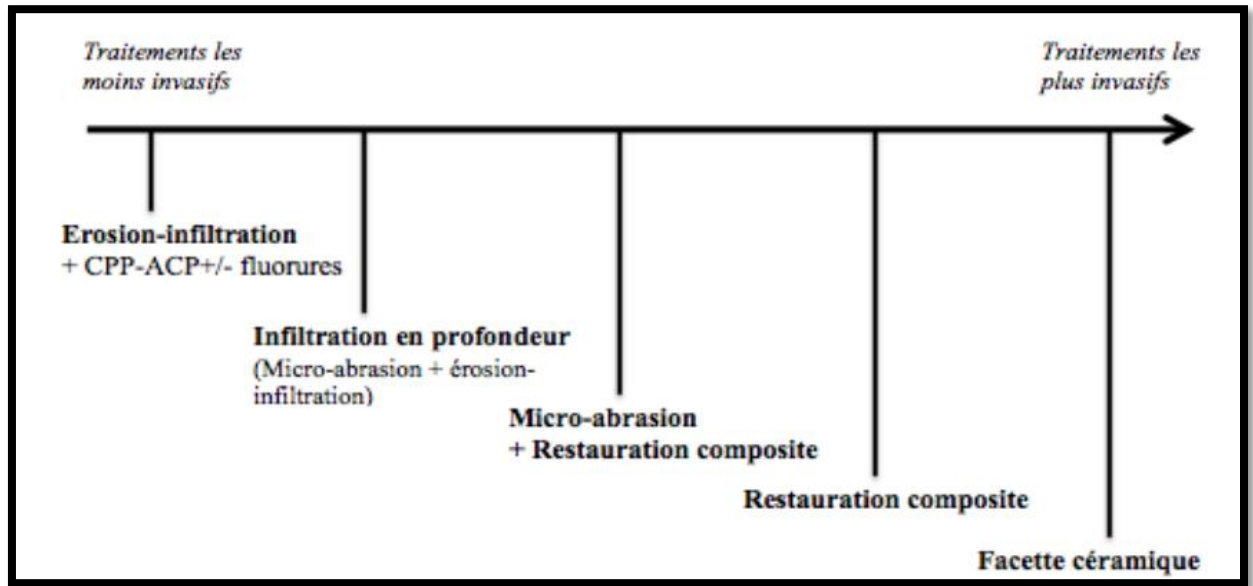 Traitements les
moins invasifs
Traitements les
plus invasifs
Erosion-infiltration
+ CPP-ACP+/- fluorures
Infiltration en profondeur
(Micro-abrasion + érosion-
infiltration)
Micro-abrasion
+ Restauration composite
Restauration composite
Facette céramique